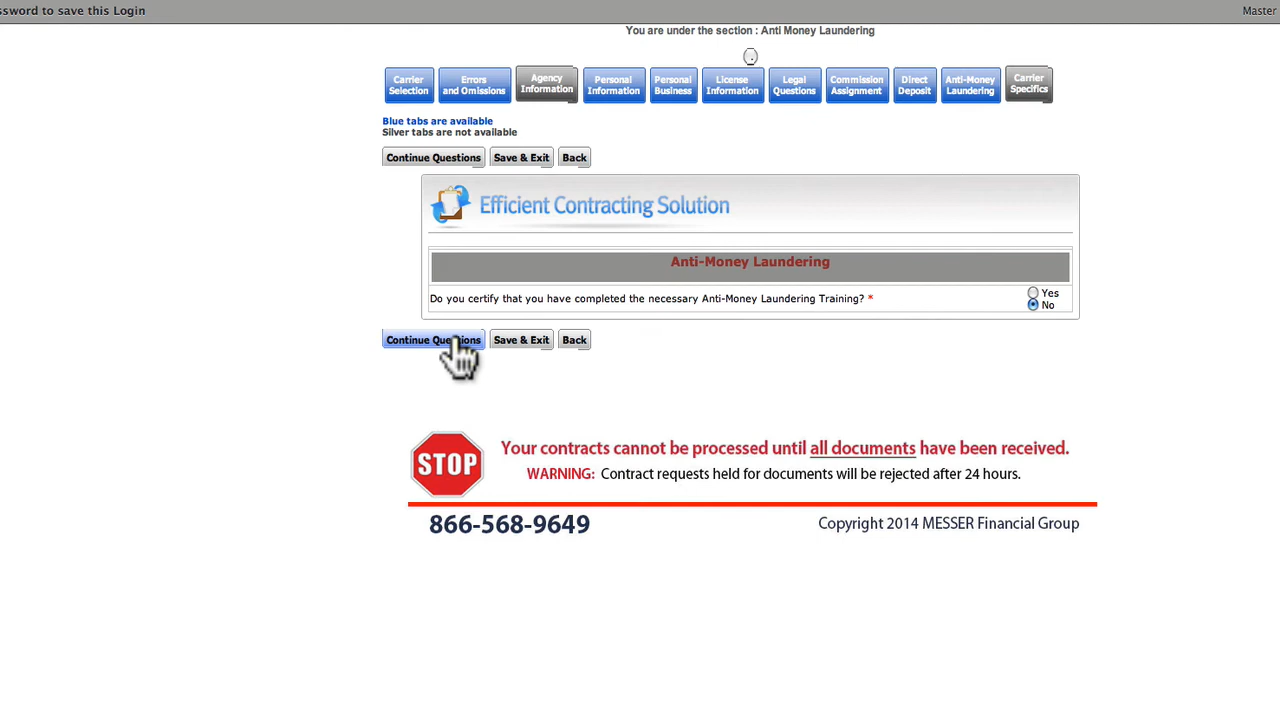 ssword to save this Login
Master
You are under the section : Anti Money Laundering
Carrier Selection
Errors and Omissions
Agency Information
Personal Information
Personal Business
License Information
Legal Questions
Commission Assignment
Direct Deposit
Anti-Money Laundering
Carrier Specifics
Blue tabs are available
Silver tabs are not available
Continue Questions Save & Exit Back
Efficient Contracting Solution
Anti-Money Laundering
Do you certify that you have completed the necessary Anti-Money Laundering Training? *
Yes
No
Continue Questions Save & Exit Back
STOP
Your contracts cannot be processed until all documents have been received.
WARNING: Contract requests held for documents will be rejected after 24 hours.
866-568-9649
Copyright 2014 MESSER Financial Group